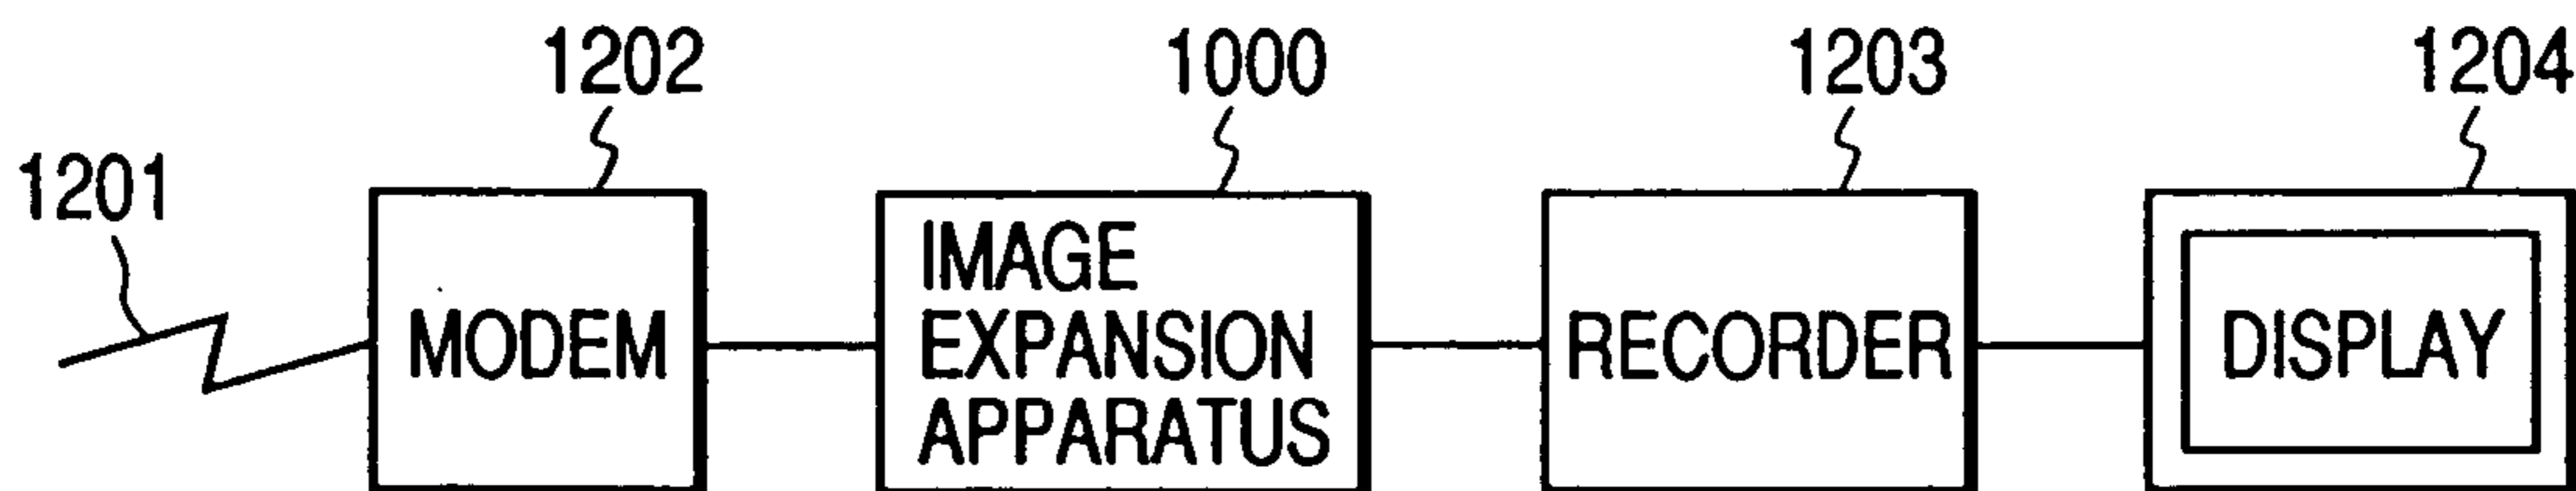 1202
1000
1203
1204
1201
MODEM
IMAGE
EXPANSION
APPARATUS
RECORDER
DISPLAY